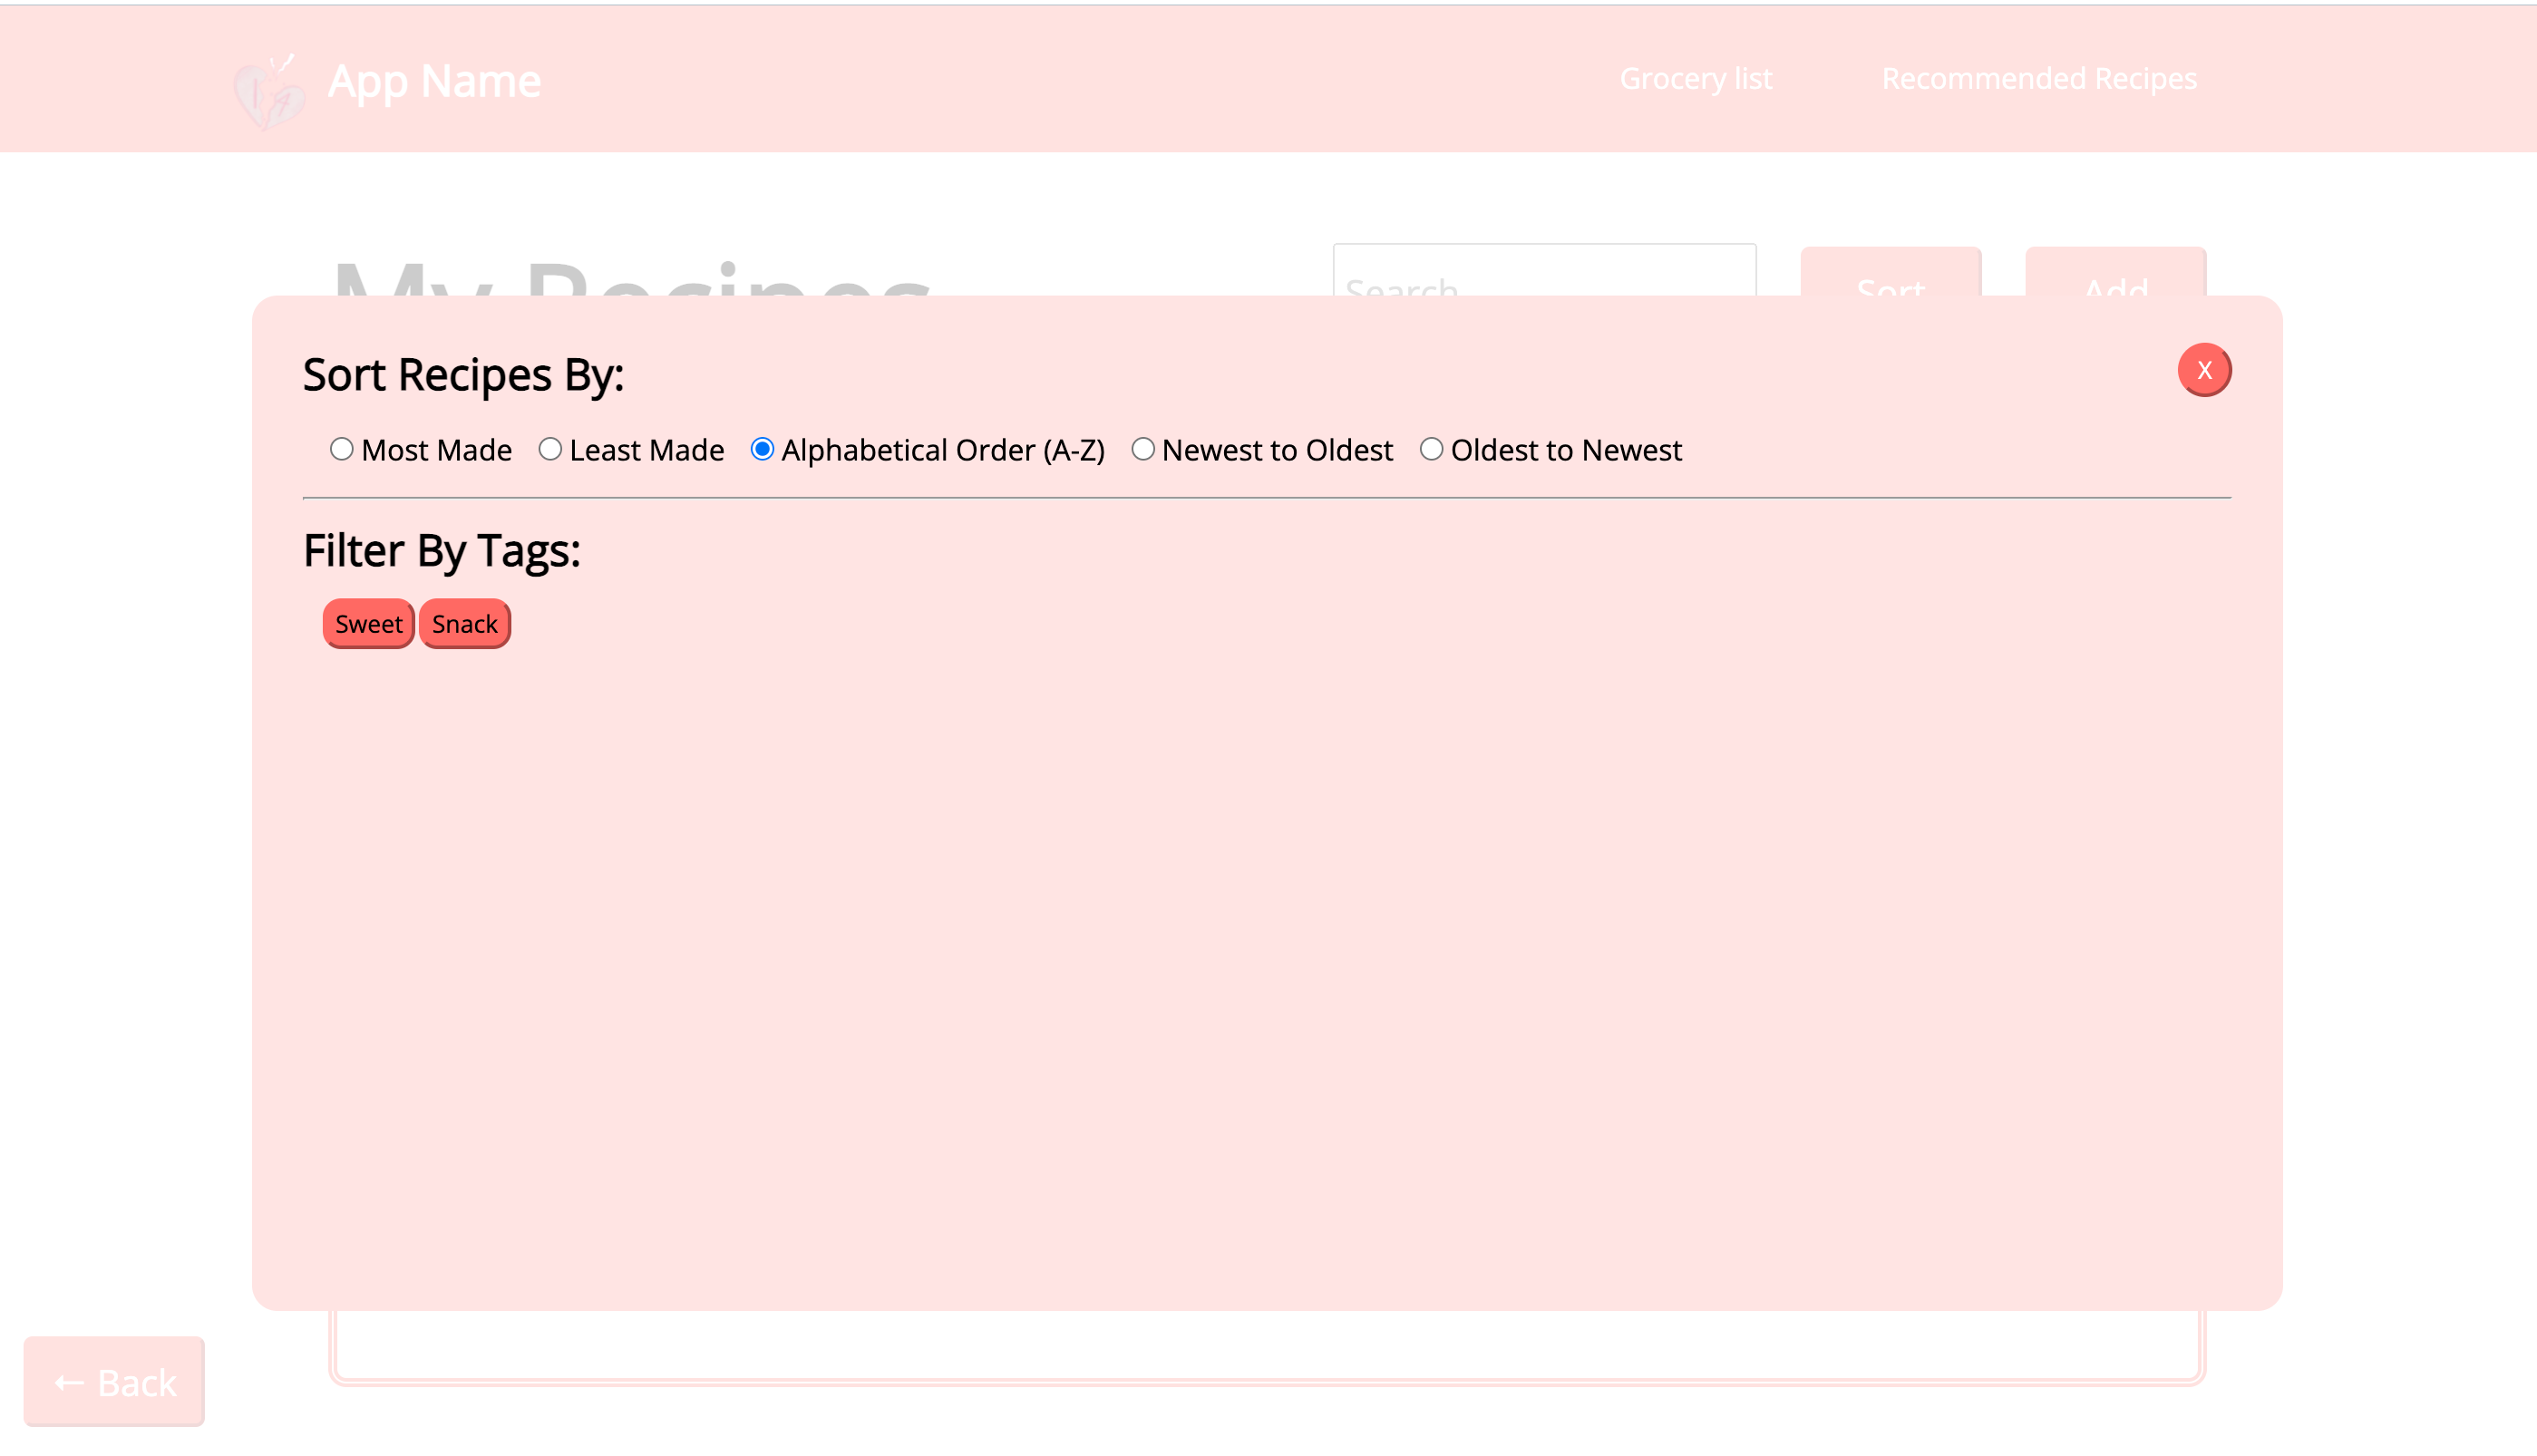 App Name
Grocery list
Recommended Recipes
My Recipes
Search
Sort
Add
Sort Recipes By:
X
Most Made
Least Made
Alphabetical Order (A-Z)
Newest to Oldest
Oldest to Newest
Filter By Tags:
Sweet
Snack
← Back